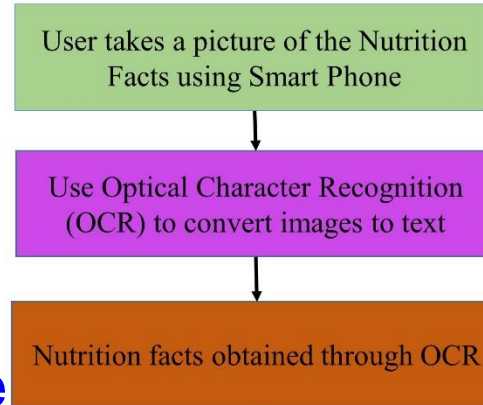 User takes a picture of the Nutrition
Facts using Smart Phone
Use Optical Character Recognition
(OCR) to convert images to text
Nutrition facts obtained through OCR
e